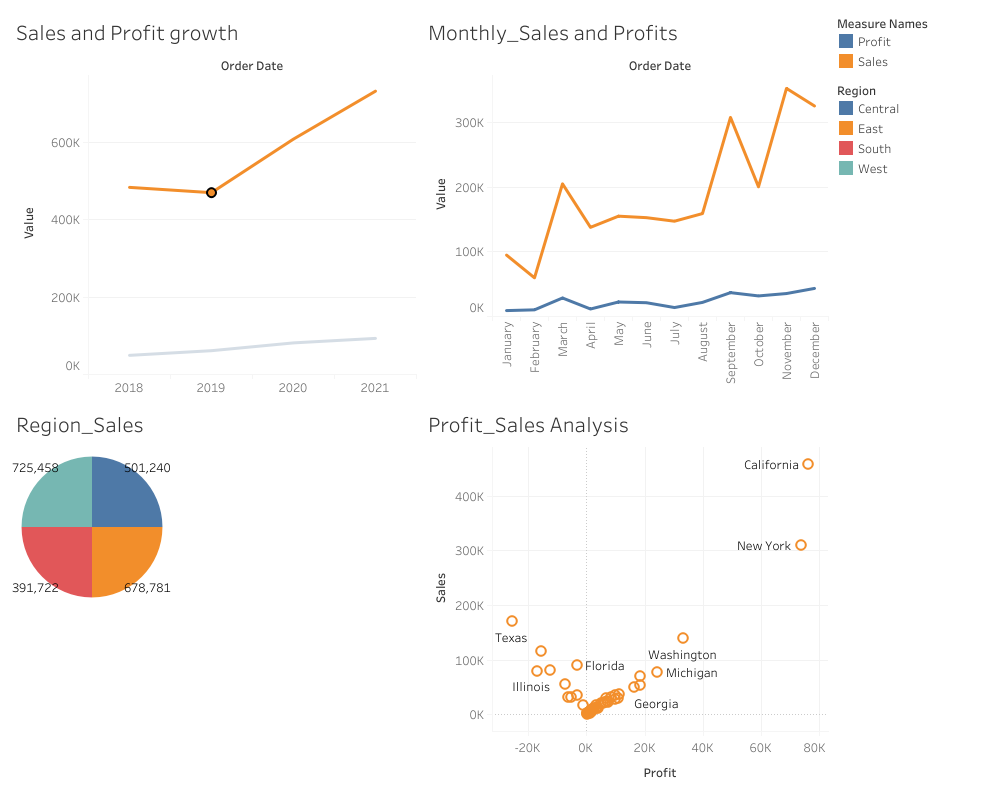 Sales and Profit growth
Order Date
Value
600K
400K
200K
0K
2018 2019 2020 2021
Monthly_Sales and Profits
Order Date
Value
300K
200K
100K
0K
January February March April May June July August September October November December
Measure Names
Profit
Sales
Region
Central
East
South
West
Region_Sales
725,458 501,240
391,722 678,781
Profit_Sales Analysis
Sales
400K
300K
200K
100K
0K
California
New York
Texas
Washington
Florida
Michigan
Illinois
Georgia
-20K 0K 20K 40K 60K 80K
Profit